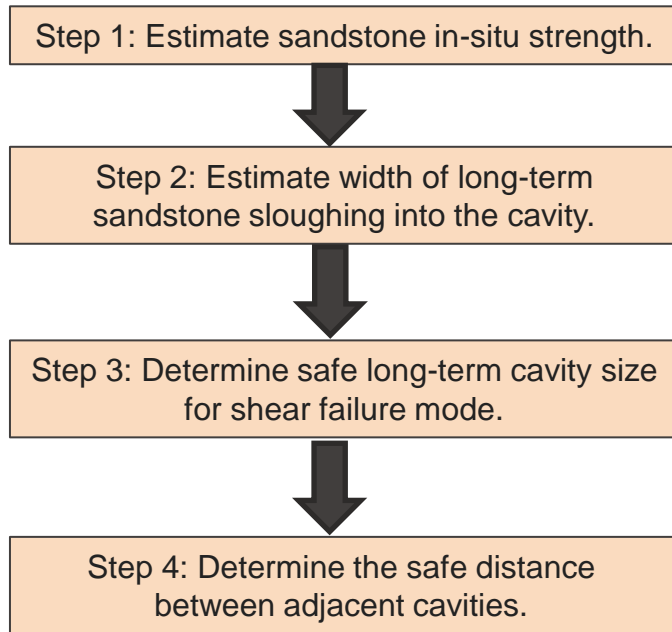 Step 1: Estimate sandstone in-situ strength.
Step 2: Estimate width of long-term
sandstone sloughing into the cavity.
Step 3: Determine safe long-term cavity size
for shear failure mode.
Step 4: Determine the safe distance
between adjacent cavities.